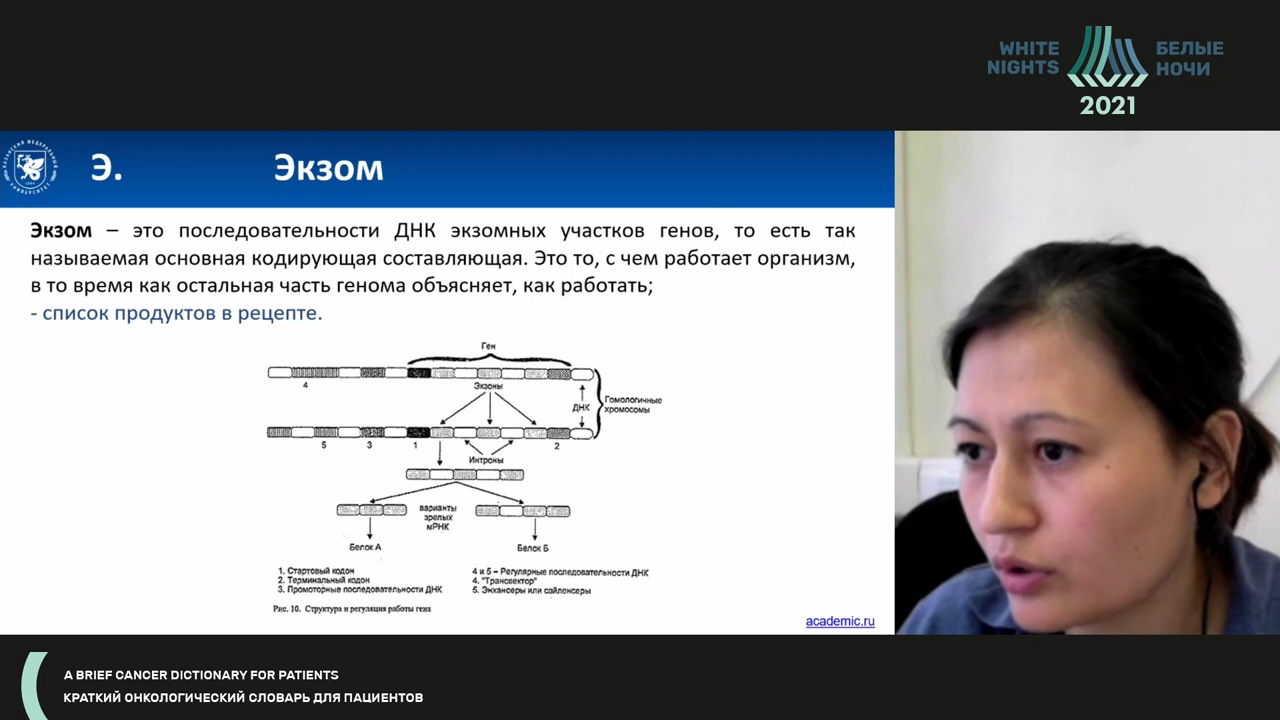 WHITE NIGHTS
БЕЛЫЕ НОЧИ
2021
КАЗАНСКИЙ ФЕДЕРАЛЬНЫЙ УНИВЕРСИТЕТ
Э. Экзом
Экзом – это последовательности ДНК экзомных участков генов, то есть так
называемая основная кодирующая составляющая. Это то, с чем работает организм,
в то время как остальная часть генома объясняет, как работать;
- список продуктов в рецепте.
Ген
4
Экзоны
ДНК
Гомологичные
хромосомы
5 3 1 2
Интроны
варианты
зрелых
мРНК
Белок А
Белок Б
1. Стартовый кодон
2. Терминальный кодон
3. Промоторные последовательности ДНК
4 и 5 – Регулярные последовательности ДНК
4. "Трансвектор"
5. Энхансеры или сайленсеры
Рис. 10. Структура и регуляция работы гена
academic.ru
A BRIEF CANCER DICTIONARY FOR PATIENTS
КРАТКИЙ ОНКОЛОГИЧЕСКИЙ СЛОВАРЬ ДЛЯ ПАЦИЕНТОВ